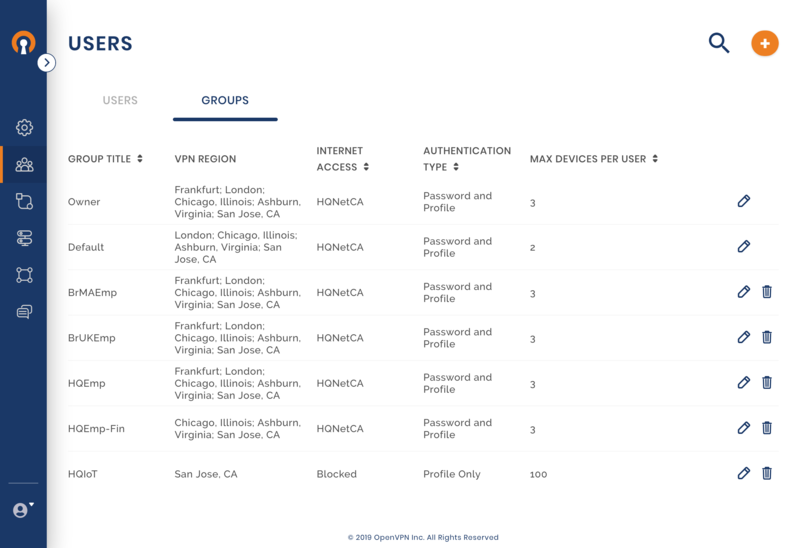 USERS
USERS
GROUPS
GROUP TITLE
VPN REGION
INTERNET
ACCESS
AUTHENTICATION
TYPE
MAX DEVICES PER USER
Owner
Frankfurt; London;
Chicago, Illinois; Ashburn,
Virginia; San Jose, CA
HQNetCA
Password and
Profile
3
Default
London; Chicago, Illinois;
Ashburn, Virginia; San
Jose, CA
HQNetCA
Password and
Profile
2
BrMAEmp
Frankfurt; London;
Chicago, Illinois; Ashburn,
Virginia; San Jose, CA
HQNetCA
Password and
Profile
3
BrUKEmp
Frankfurt; London;
Chicago, Illinois; Ashburn,
Virginia; San Jose, CA
HQNetCA
Password and
Profile
3
HQEmp
Frankfurt; London;
Chicago, Illinois; Ashburn,
Virginia; San Jose, CA
HQNetCA
Password and
Profile
3
HQEmp-Fin
Chicago, Illinois; Ashburn,
Virginia; San Jose, CA
HQNetCA
Password and
Profile
3
HQIoT
San Jose, CA
Blocked
Profile Only
100
© 2019 OpenVPN Inc. All Rights Reserved